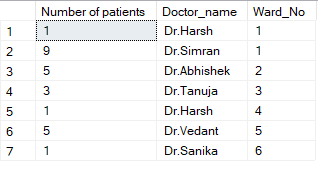 Number of patients Doctor_name Ward_No
1 1 Dr.Harsh 1
2 9 Dr.Simran 1
3 5 Dr.Abhishek 2
4 3 Dr.Tanuja 3
5 1 Dr.Harsh 4
6 5 Dr.Vedant 5
7 1 Dr.Sanika 6